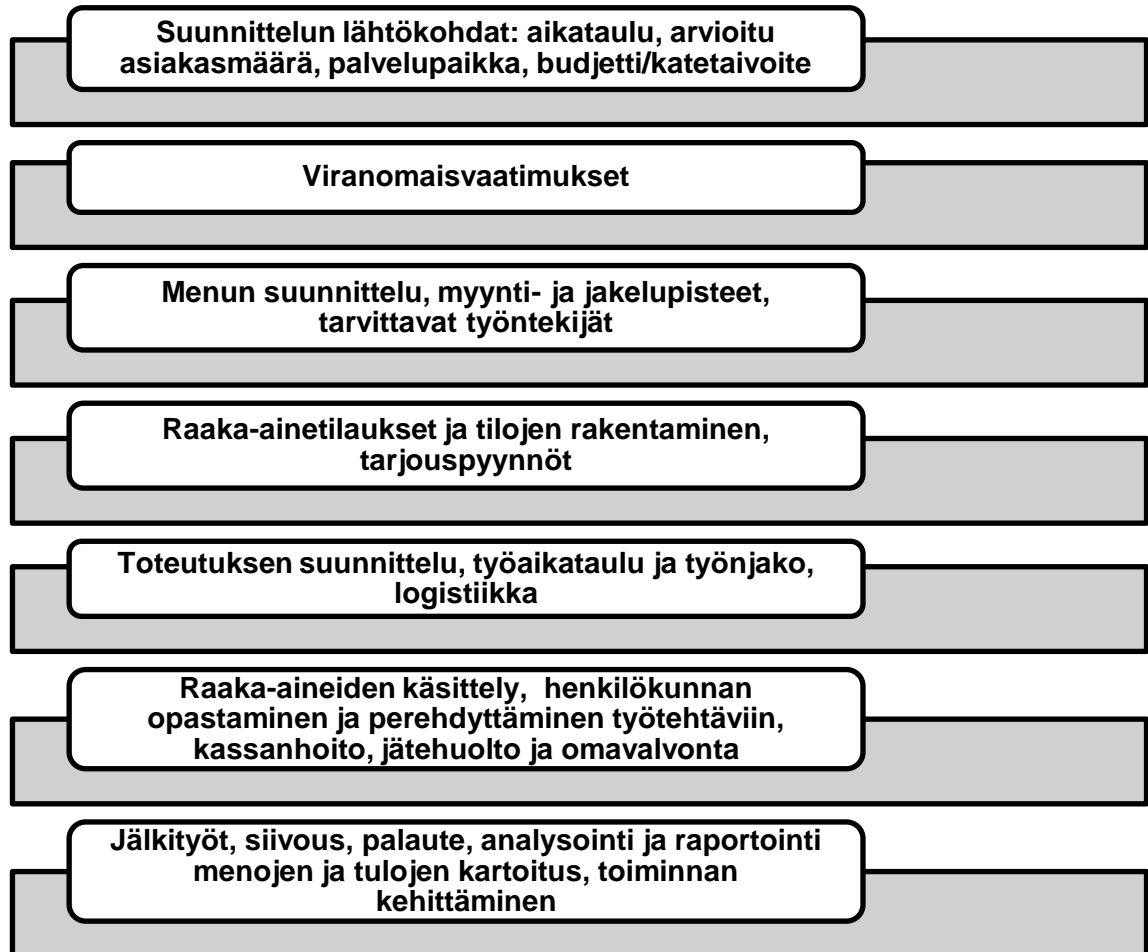 Suunnittelun lähtökohdat: aikataulu, arvioitu
asiakasmäärä, palvelupaikka, budjetti/katetaivoite
Viranomaisvaatimukset
Menun suunnittelu, myynti- ja jakelupisteet,
tarvittavat työntekijät
Raaka-ainetilaukset ja tilojen rakentaminen,
tarjouspyynnöt
Toteutuksen suunnittelu, työaikataulu ja työnjako,
logistiikka
Raaka-aineiden käsittely, henkilökunnan
opastaminen ja perehdyttäminen työtehtäviin,
kassanhoito, jätehuolto ja omavalvonta
Jälkityöt, siivous, palaute, analysointi ja raportointi
menojen ja tulojen kartoitus, toiminnan
kehittäminen